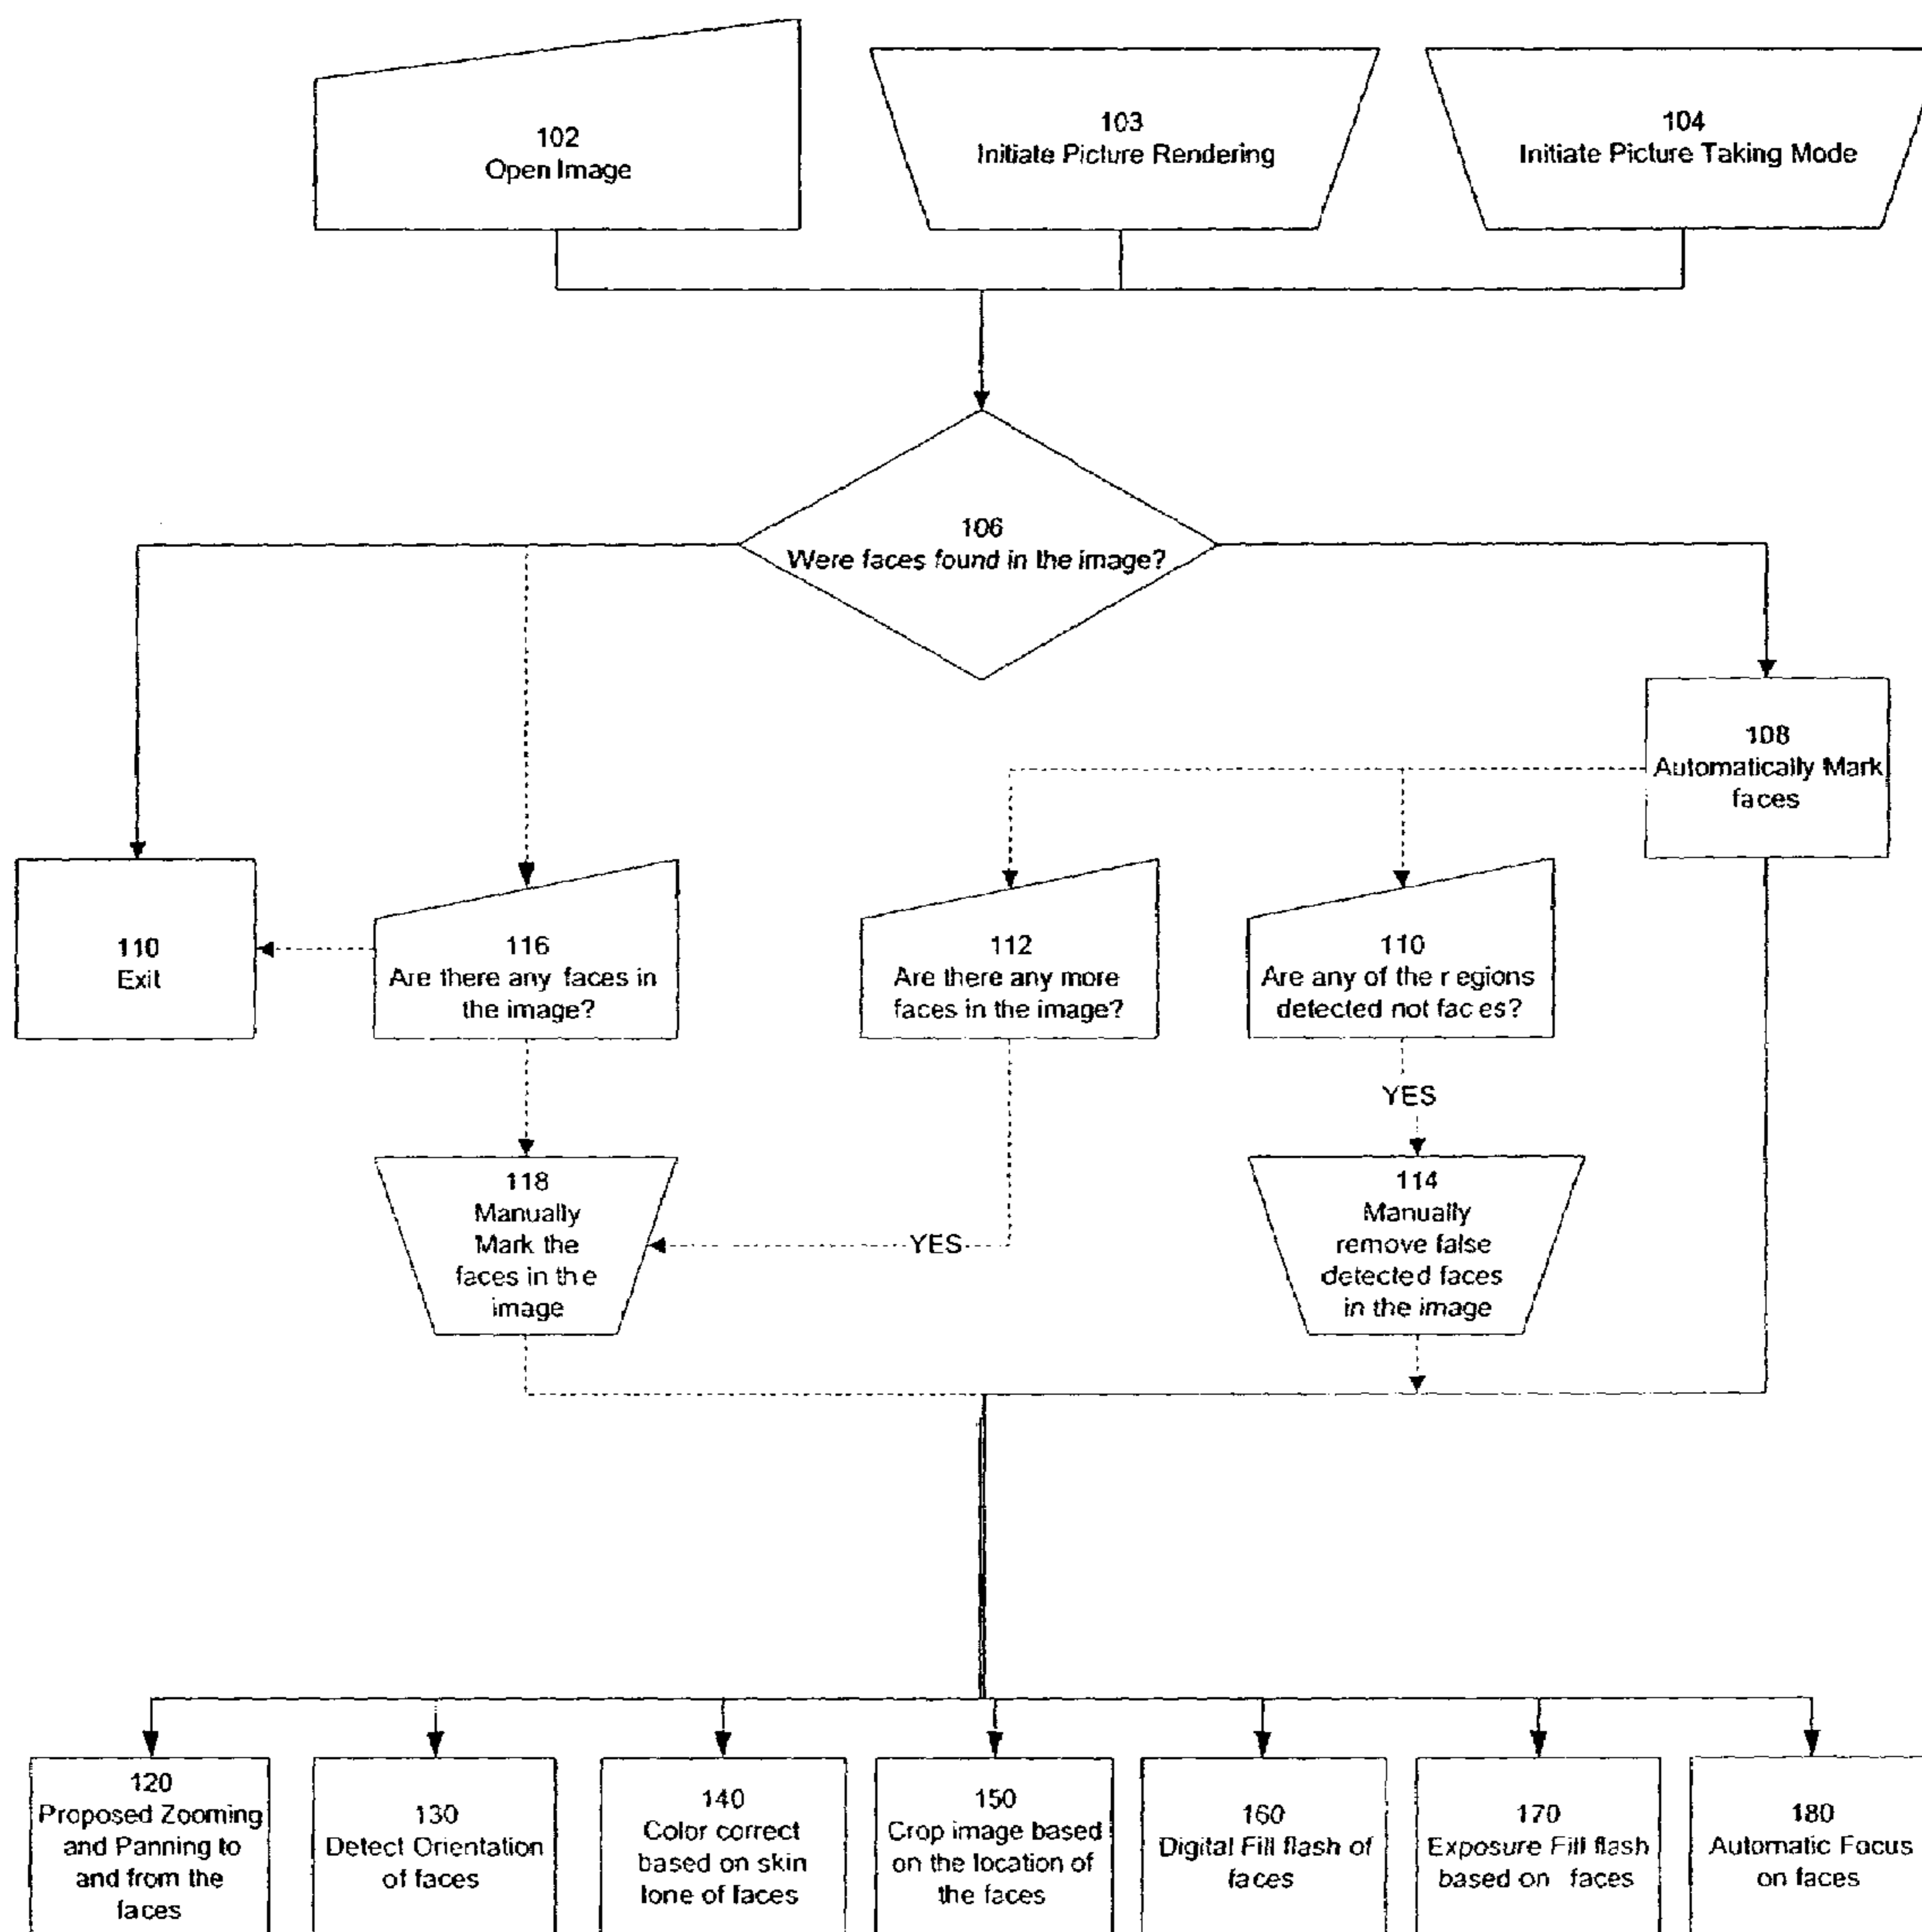 102
Open Image
103
Initiate Picture Rendering
104
Initiate Picture Taking Mode
106
Were faces found in the image?
108
Automatically Mark
faces
110
Exit
116
Are there any faces in
the image?
112
Are there any more
faces in the image?
110
Are any of the regions
detected not faces?
YES
118
Manually
Mark the
faces in the
image
YES
114
Manually
remove false
detected faces
in the image
120
Proposed Zooming
and Panning to
and from the
faces
130
Detect Orientation
of faces
140
Color correct
based on skin
tone of faces
150
Crop image based
on the location of
the faces
160
Digital Fill flash of
faces
170
Exposure Fill flash
based on faces
180
Automatic Focus
on faces